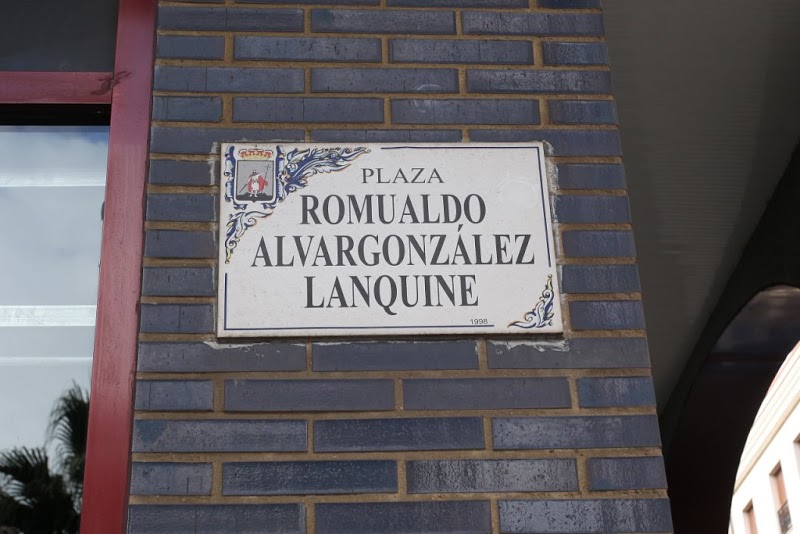 PLAZA
ROMUALDO
ALVARGONZÁLEZ
LANQUINE
1998